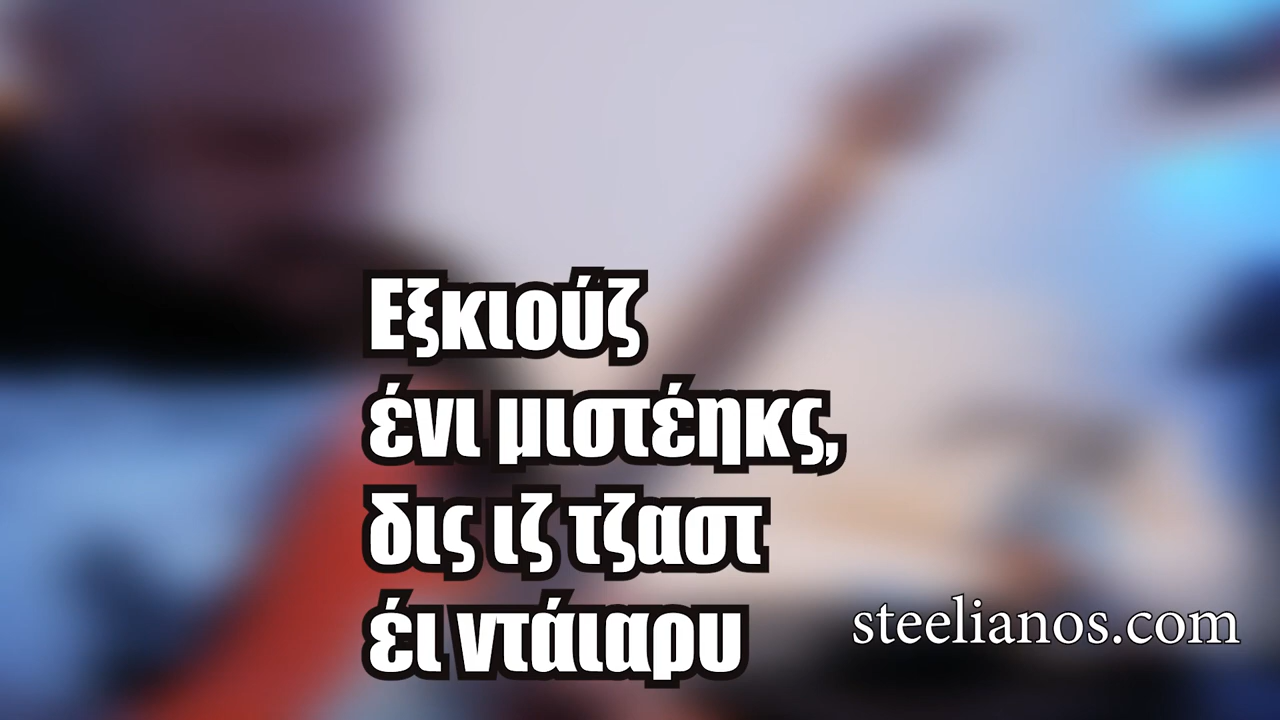 Εξκιούζ
ένι μιστέηκς,
δις ιζ τζαστ
έι ντάιαρυ
steelianos.com